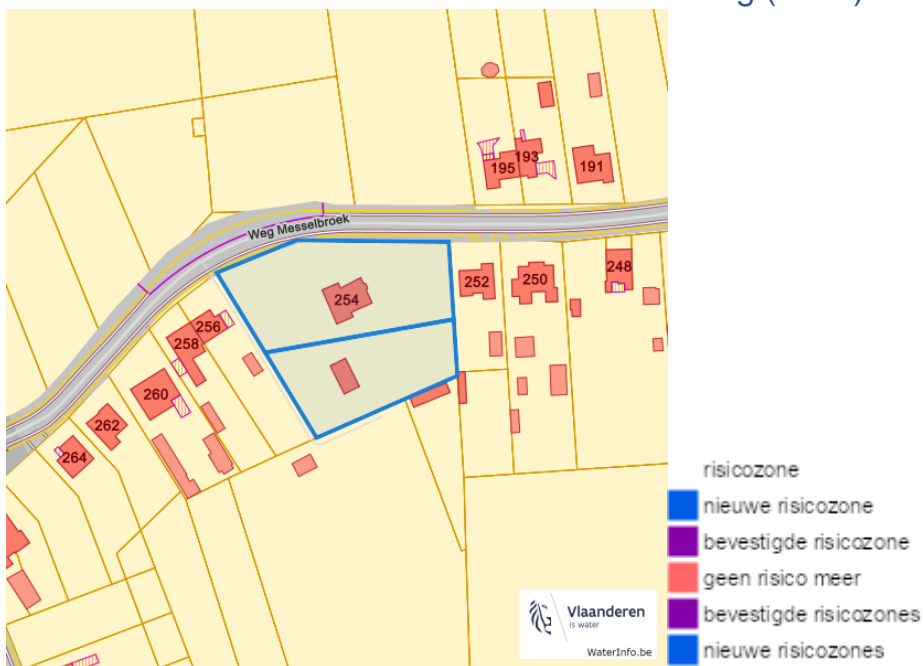 195
193
191
Weg Messelbroek
252
250
248
254
256
258
260
262
264
Vlaanderen
is water
WaterInfo.be
risicozone
nieuwe risicozone
bevestigde risicozone
geen risico meer
bevestigde risicozones
nieuwe risicozones